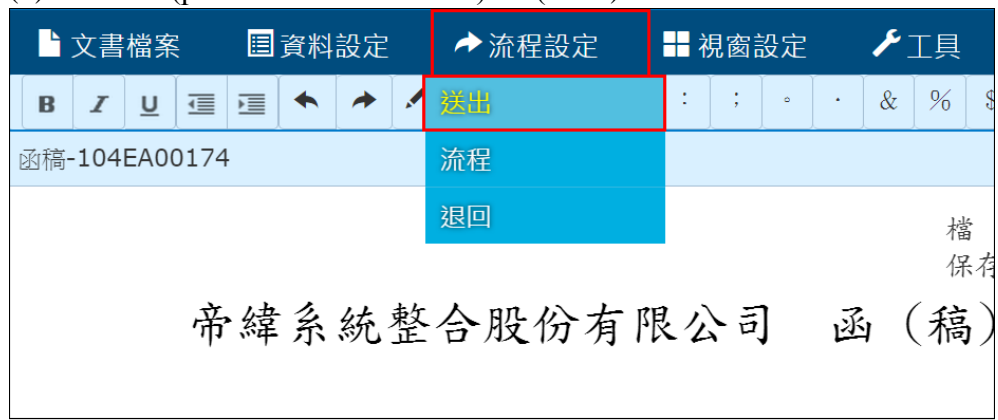 文書檔案 資料設定 流程設定 視窗設定 工具
B I U 送出 : ; 。 · & % $
函稿-104EA00174 流程
退回
檔
保存
帝緯系統整合股份有限公司 函（稿）